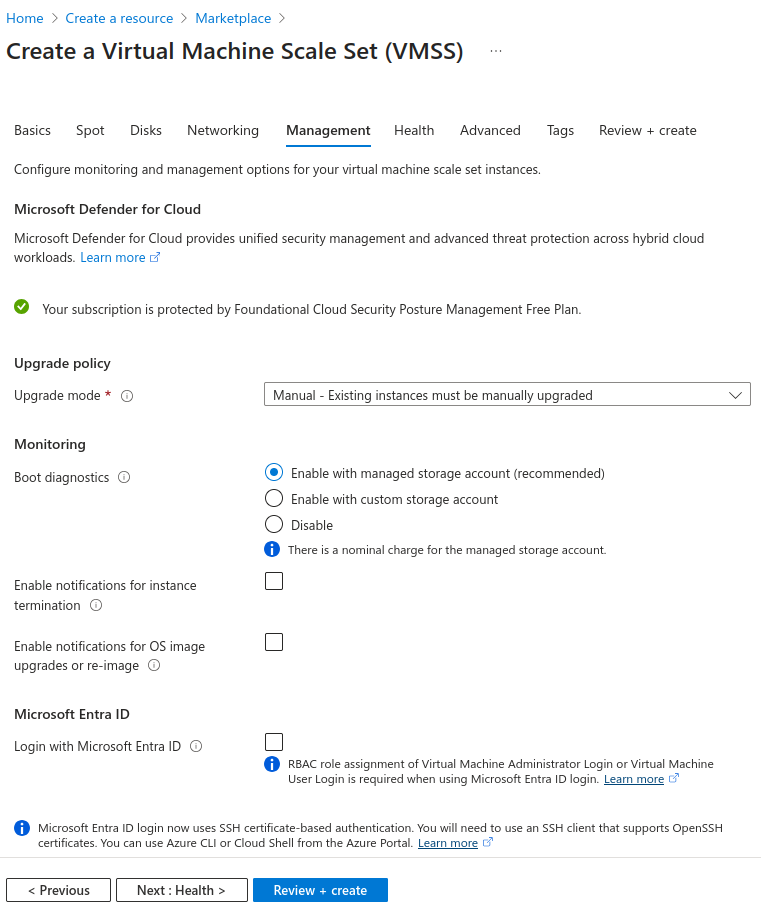 Home > Create a resource > Marketplace >
Create a Virtual Machine Scale Set (VMSS) ...
Basics Spot Disks Networking Management Health Advanced Tags Review + create
Configure monitoring and management options for your virtual machine scale set instances.
Microsoft Defender for Cloud
Microsoft Defender for Cloud provides unified security management and advanced threat protection across hybrid cloud
workloads. Learn more
Your subscription is protected by Foundational Cloud Security Posture Management Free Plan.
Upgrade policy
Upgrade mode * Manual - Existing instances must be manually upgraded
Monitoring
Boot diagnostics Enable with managed storage account (recommended)
Enable with custom storage account
Disable
There is a nominal charge for the managed storage account.
Enable notifications for instance
termination
Enable notifications for OS image
upgrades or re-image
Microsoft Entra ID
Login with Microsoft Entra ID
RBAC role assignment of Virtual Machine Administrator Login or Virtual Machine
User Login is required when using Microsoft Entra ID login. Learn more
Microsoft Entra ID login now uses SSH certificate-based authentication. You will need to use an SSH client that supports OpenSSH
certificates. You can use Azure CLI or Cloud Shell from the Azure Portal. Learn more
< Previous Next : Health > Review + create